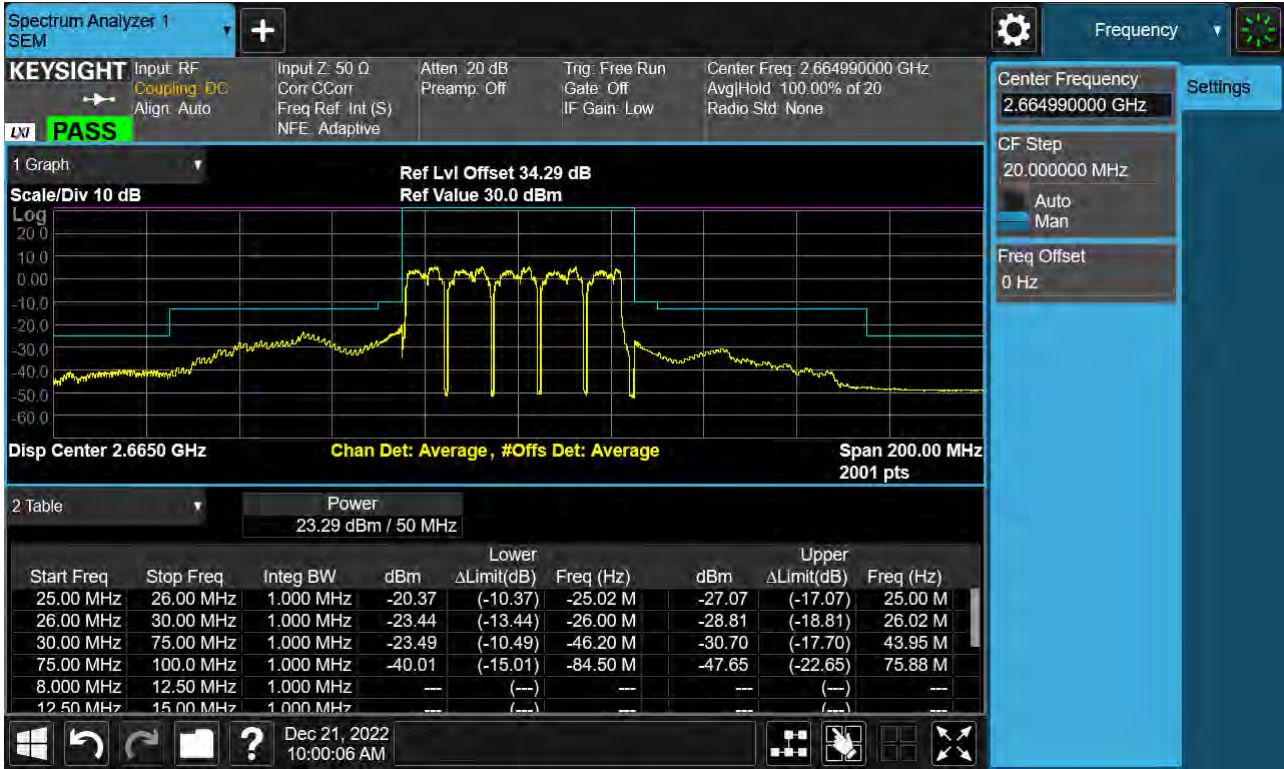 Spectrum Analyzer 1
SEM
Frequency
KEYSIGHT
LXI
PASS
Input: RF
Coupling: DC
Align: Auto
Input Z: 50 Ω
Corr CCorr
Freq Ref: Int (S)
NFE: Adaptive
Atten: 20 dB
Preamp: Off
Trig: Free Run
Gate: Off
IF Gain: Low
Center Freq: 2.664990000 GHz
Avg|Hold: 100.00% of 20
Radio Std: None
Center Frequency
2.664990000 GHz
Settings
CF Step
20.000000 MHz
Auto
Man
Freq Offset
0 Hz
1 Graph
Scale/Div 10 dB
Ref Lvl Offset 34.29 dB
Ref Value 30.0 dBm
Log
20.0
10.0
0.00
-10.0
-20.0
-30.0
-40.0
-50.0
-60.0
Disp Center 2.6650 GHz
Chan Det: Average, #Offs Det: Average
Span 200.00 MHz
2001 pts
2 Table
Power
23.29 dBm / 50 MHz
Lower Upper
Start Freq Stop Freq Integ BW dBm ΔLimit(dB) Freq (Hz) dBm ΔLimit(dB) Freq (Hz)
25.00 MHz 26.00 MHz 1.000 MHz -20.37 (-10.37) -25.02 M -27.07 (-17.07) 25.00 M
26.00 MHz 30.00 MHz 1.000 MHz -23.44 (-13.44) -26.00 M -28.81 (-18.81) 26.02 M
30.00 MHz 75.00 MHz 1.000 MHz -23.49 (-10.49) -46.20 M -30.70 (-17.70) 43.95 M
75.00 MHz 100.0 MHz 1.000 MHz -40.01 (-15.01) -84.50 M -47.65 (-22.65) 75.88 M
8.000 MHz 12.50 MHz 1.000 MHz --- (---) --- --- (---) ---
12.50 MHz 15.00 MHz 1.000 MHz --- (---) --- --- (---) ---
?
Dec 21, 2022
10:00:06 AM